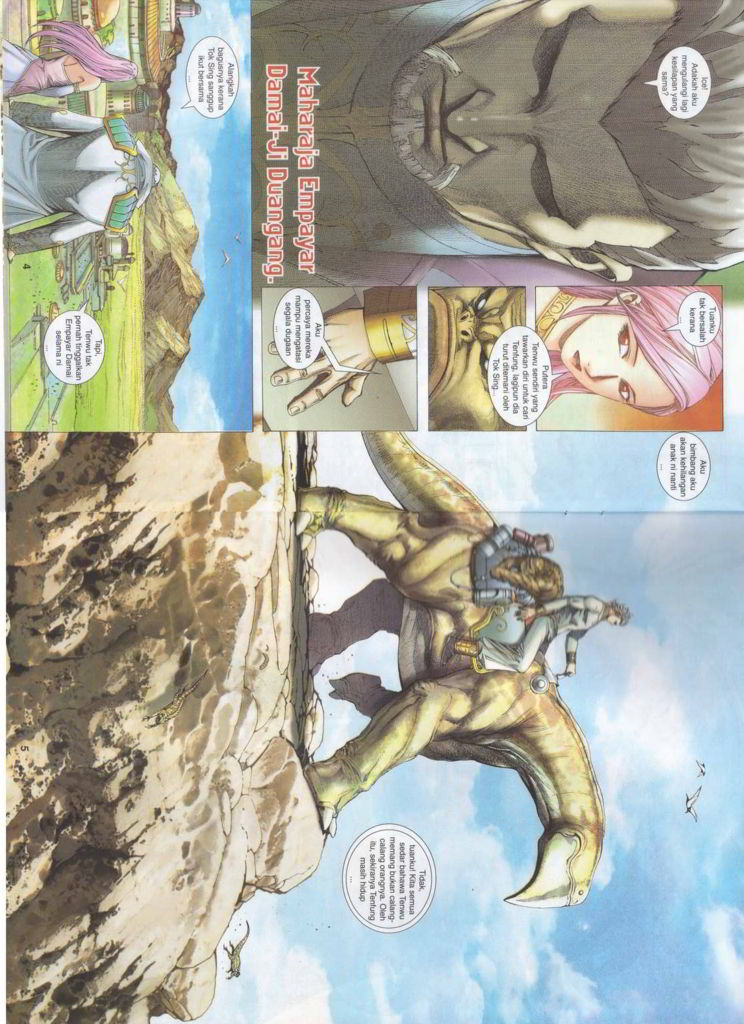 Ice!
Adakah aku
mengulangi lagi
kesilapan yang
sama?
Maharaja Empayar
Damai-Ji Duangang.
Tuanku
tak bersalah
kerana
...
Putera
Tenwu sendiri yang
tawarkan diri untuk cari
Tenfung, lagipun dia
turut ditemani oleh
Tok Sing...
Aku
percaya mereka
mampu mengatasi
segala dugaan
...
Alangkah
bagusnya kerana
Tok Sing sanggup
ikut bersama
...
Tapi,
Tenwu tak
pernah tinggalkan
Empayar Damai
selama ni
...
4
Aku
bimbang aku
akan kehilangan
anak ni nanti
...
Tidak,
tuanku! Kita semua
sedar bahawa Tenwu
memang bukan calang-
calang orangnya. Oleh
itu, sekiranya Tenfung
masih hidup
...
5